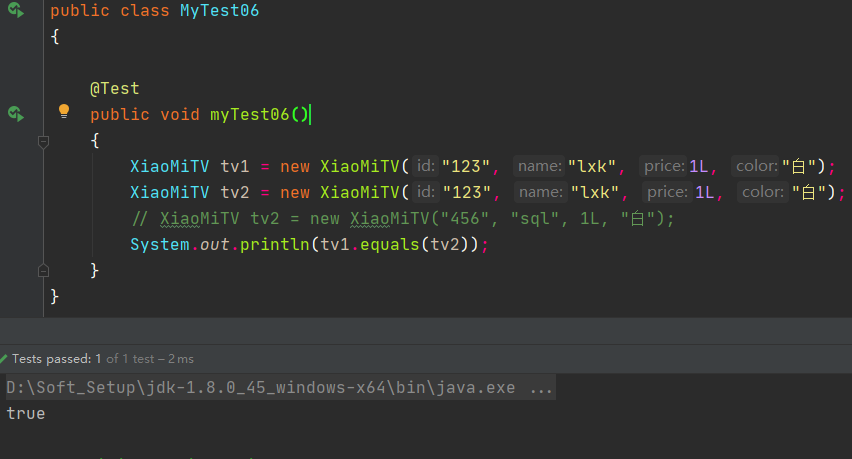 public class MyTest06
{
@Test
public void myTest06()
{
XiaoMiTV tv1 = new XiaoMiTV( id: "123", name: "lxk", price: 1L, color: "白");
XiaoMiTV tv2 = new XiaoMiTV( id: "123", name: "lxk", price: 1L, color: "白");
// XiaoMiTV tv2 = new XiaoMiTV("456", "sql", 1L, "白");
System.out.println(tv1.equals(tv2));
}
}
Tests passed: 1 of 1 test – 2 ms
D:\Soft_Setup\jdk-1.8.0_45_windows-x64\bin\java.exe ...
true